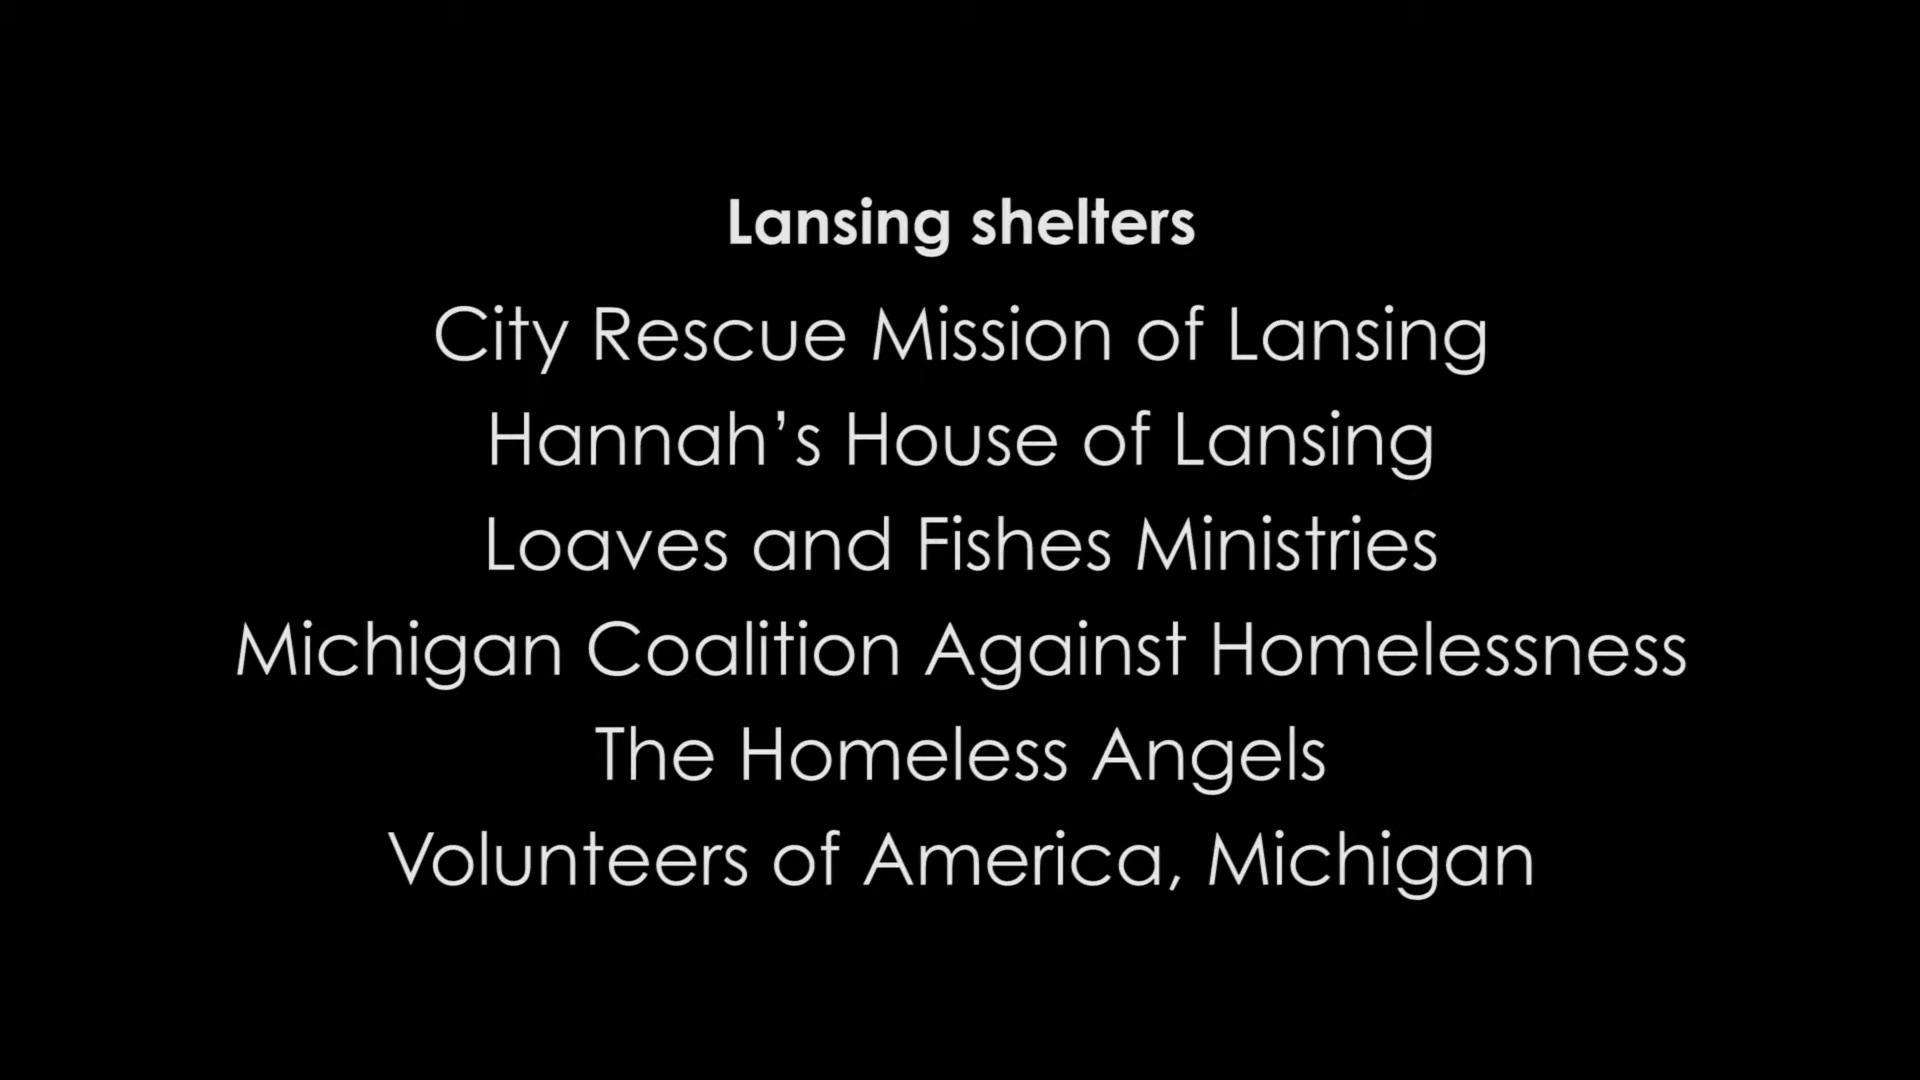 Lansing shelters
City Rescue Mission of Lansing
Hannah’s House of Lansing
Loaves and Fishes Ministries
Michigan Coalition Against Homelessness
The Homeless Angels
Volunteers of America, Michigan